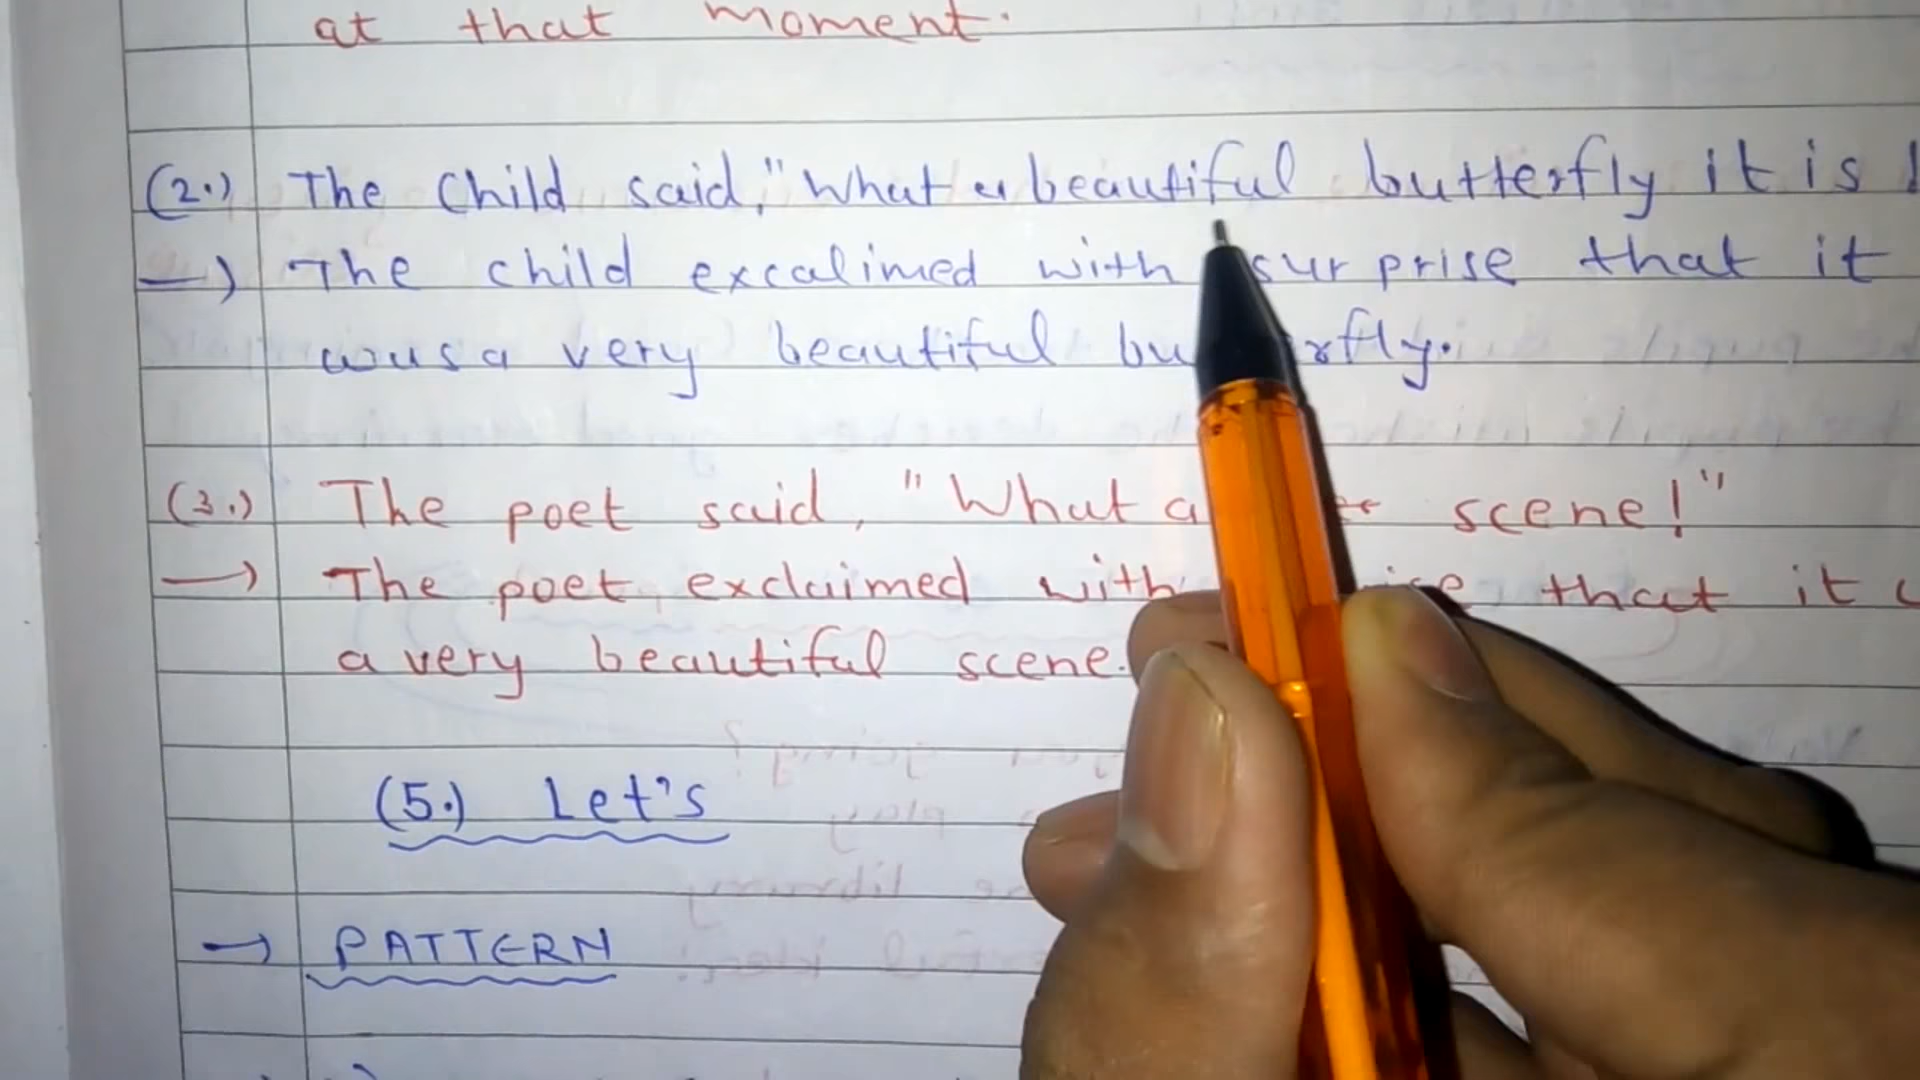 at that moment.
(2.) The Child said, "What a beautiful butterfly it is!
→ The child excalimed with surprise that it
was a very beautiful butterfly.
(3.) The poet said, "What a scene!"
→ The poet exclaimed with that it
a very beautiful scene.
(5.) Let's
→ PATTERN